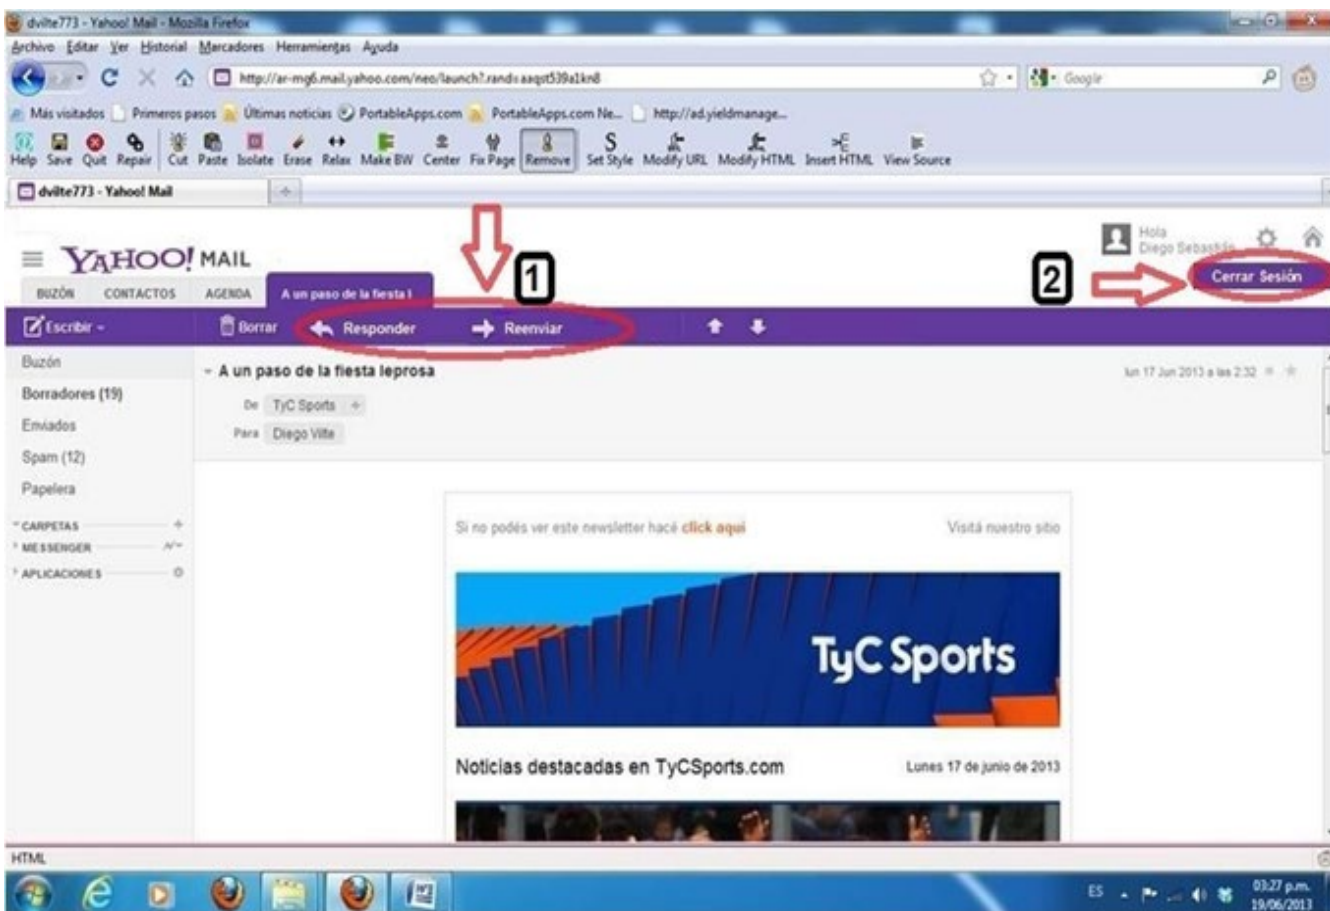 dvilte773 - Yahoo! Mail - Mozilla Firefox
Archivo Editar Ver Historial Marcadores Herramientas Ayuda
http://ar-mg6.mail.yahoo.com/neo/launch?.rand=aaqst539a1kn8 Google
Más visitados Primeros pasos Últimas noticias PortableApps.com PortableApps.com Ne... http://ad.yieldmanage...
Help Save Quit Repair Cut Paste Isolate Erase Relax Make BW Center Fix Page Remove Set Style Modify URL Modify HTML Insert HTML View Source
dvilte773 - Yahoo! Mail
Hola
Diego Sebastián
YAHOO! MAIL
1
2
Cerrar Sesión
BUZÓN CONTACTOS AGENDA A un paso de la fiesta l
Escribir Borrar Responder Reenviar
Buzón
Borradores (19)
Enviados
Spam (12)
Papelera
CARPETAS
MESSENGER
APLICACIONES
A un paso de la fiesta leprosa lun 17 Jun 2013 a las 2:32
De TyC Sports +
Para Diego Vilte
Si no podés ver este newsletter hacé click aquí Visitá nuestro sitio
TyC Sports
Noticias destacadas en TyCSports.com Lunes 17 de junio de 2013
HTML
ES 03:27 p.m.
19/06/2013